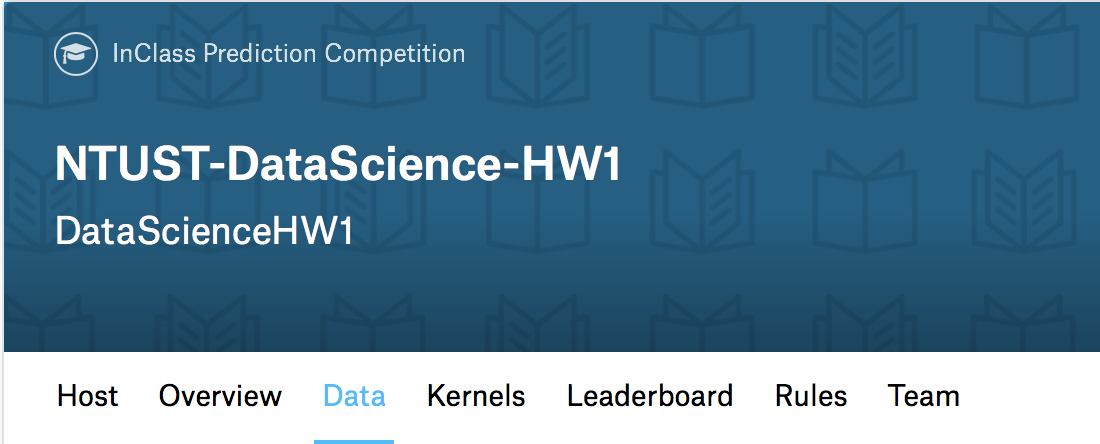 InClass Prediction Competition
NTUST-DataScience-HW1
DataScienceHW1
Host Overview Data Kernels Leaderboard Rules Team